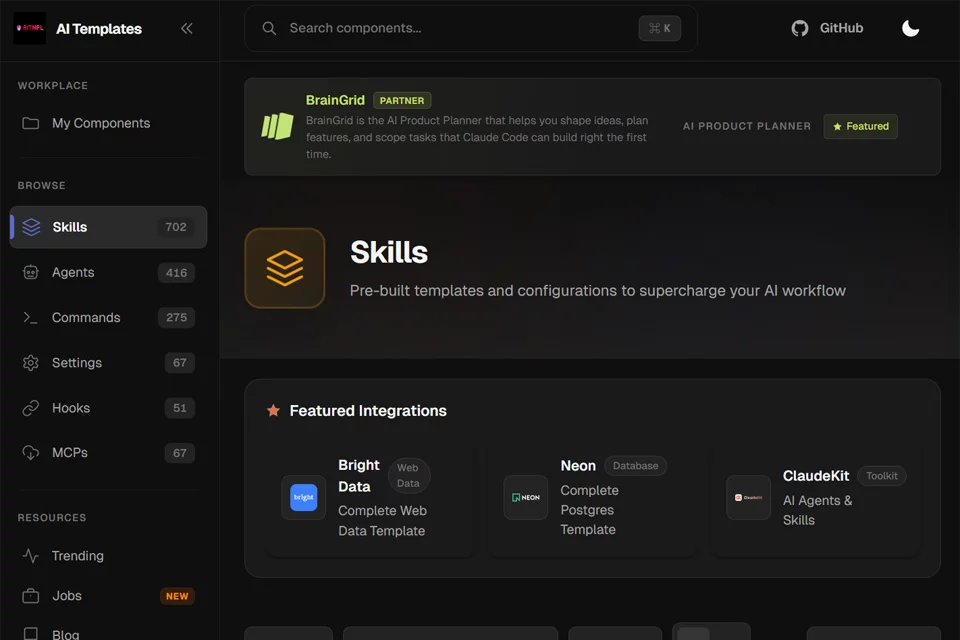 AI Templates
Search components...
⌘ K
GitHub
WORKPLACE
My Components
BROWSE
Skills 702
Agents 416
Commands 275
Settings 67
Hooks 51
MCPs 67
RESOURCES
Trending
Jobs NEW
Blog
BrainGrid PARTNER
BrainGrid is the AI Product Planner that helps you shape ideas, plan
features, and scope tasks that Claude Code can build right the first
time.
AI PRODUCT PLANNER
Featured
Skills
Pre-built templates and configurations to supercharge your AI workflow
Featured Integrations
bright
Bright
Data
Web
Data
Complete Web
Data Template
NEON
Neon
Database
Complete
Postgres
Template
ClaudeKit
Toolkit
AI Agents &
Skills